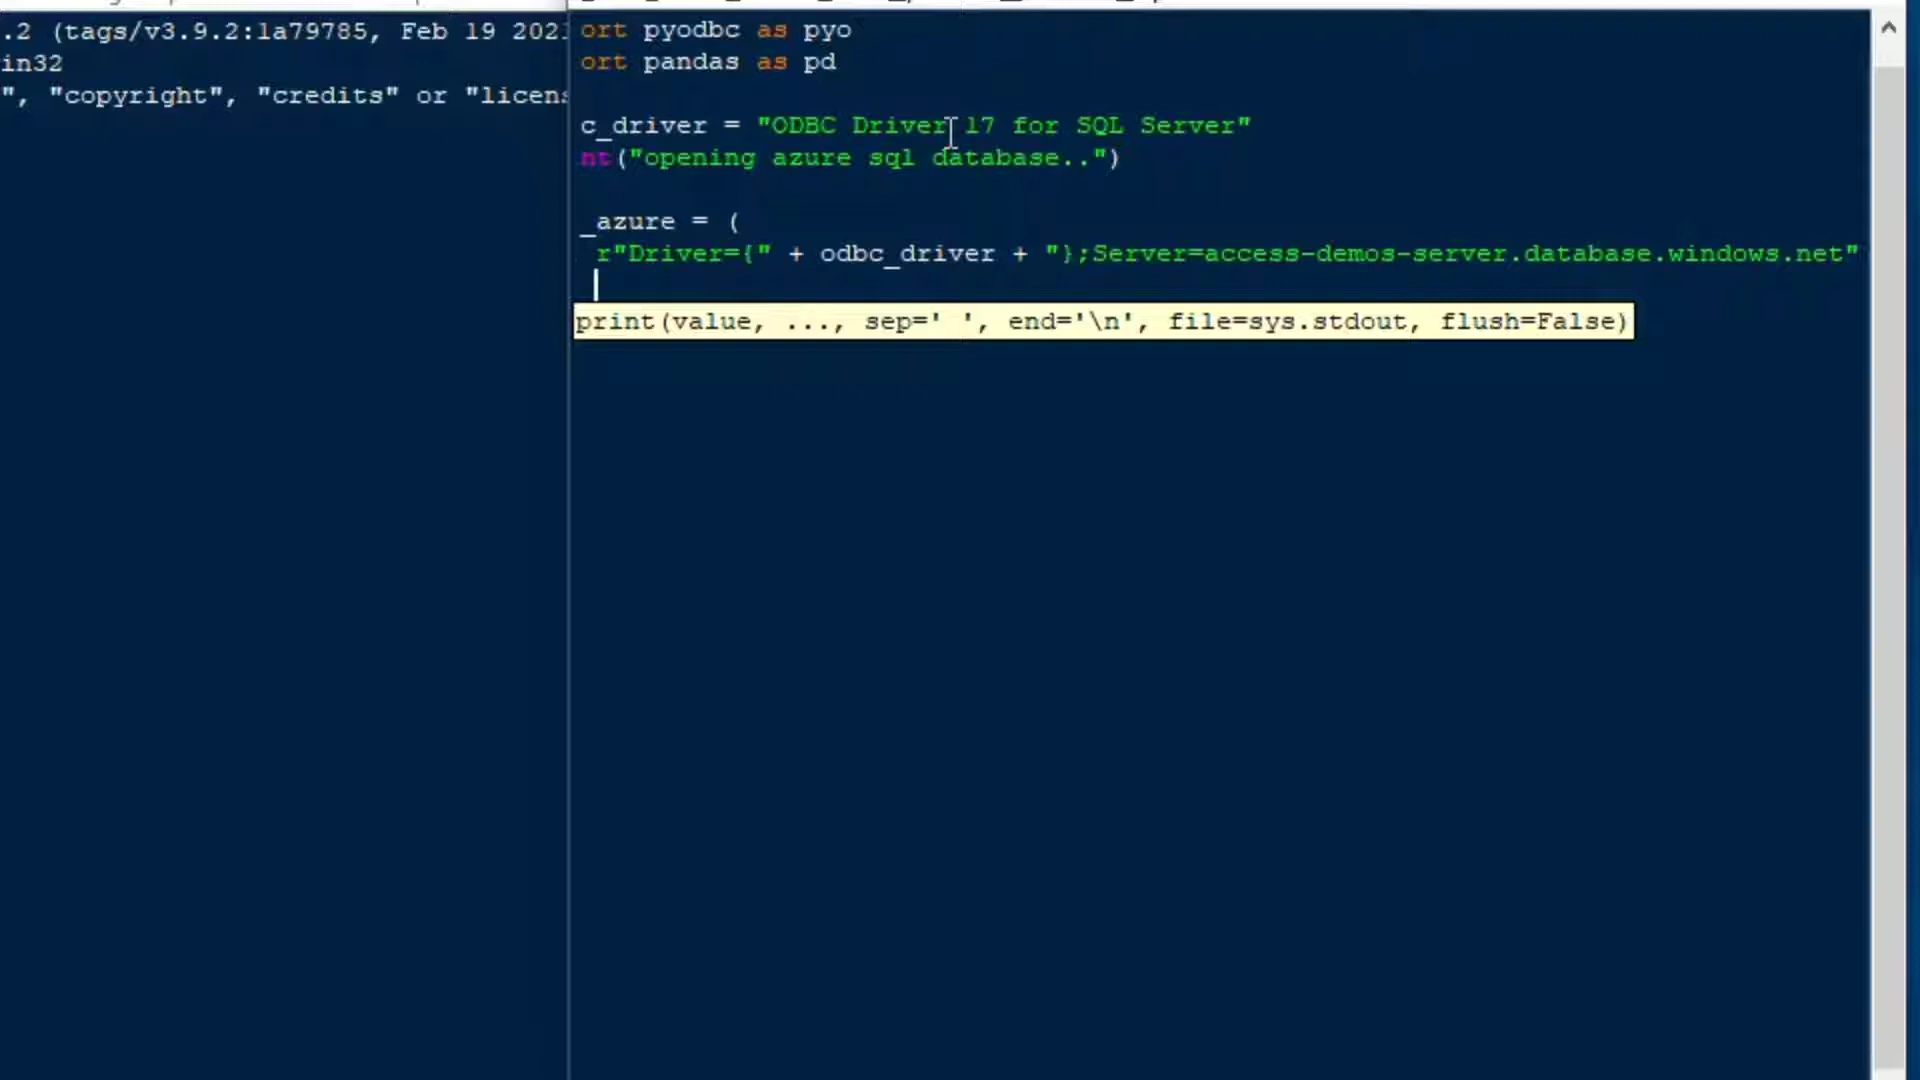 .2 (tags/v3.9.2:1a79785, Feb 19 202
in32
", "copyright", "credits" or "licens
ort pyodbc as pyo
ort pandas as pd
c_driver = "ODBC Driver 17 for SQL Server"
nt("opening azure sql database..")
_azure = (
r"Driver={" + odbc_driver + "};Server=access-demos-server.database.windows.net"
print(value, ..., sep=' ', end='\n', file=sys.stdout, flush=False)